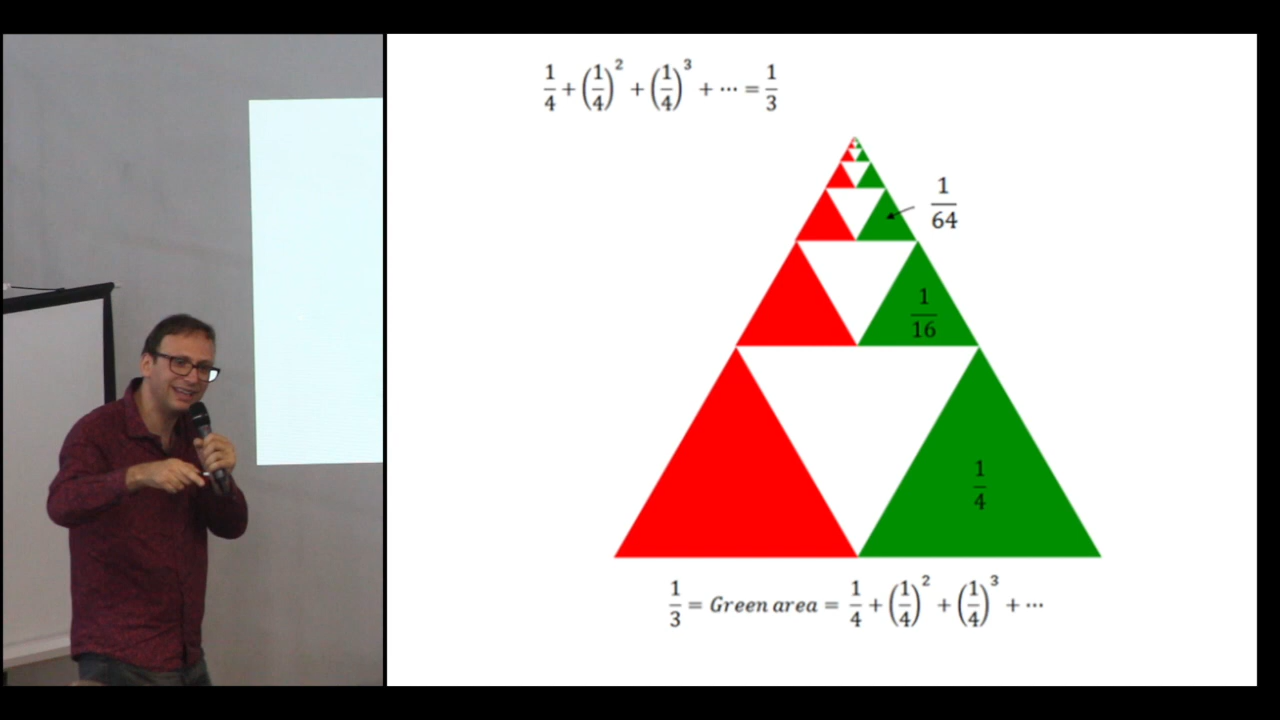 1/4 + (1/4)² + (1/4)³ + ⋯ = 1/3
1/64
1/16
1/4
1/3 = Green area = 1/4 + (1/4)² + (1/4)³ + ⋯